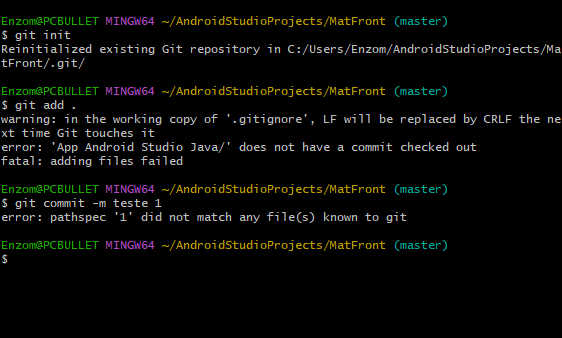 Enzom@PCBULLET MINGW64 ~/AndroidStudioProjects/MatFront (master)
$ git init
Reinitialized existing Git repository in C:/Users/Enzom/AndroidStudioProjects/Ma
tFront/.git/

Enzom@PCBULLET MINGW64 ~/AndroidStudioProjects/MatFront (master)
$ git add .
warning: in the working copy of '.gitignore', LF will be replaced by CRLF the ne
xt time Git touches it
error: 'App Android Studio Java/' does not have a commit checked out
fatal: adding files failed

Enzom@PCBULLET MINGW64 ~/AndroidStudioProjects/MatFront (master)
$ git commit -m teste 1
error: pathspec '1' did not match any file(s) known to git

Enzom@PCBULLET MINGW64 ~/AndroidStudioProjects/MatFront (master)
$